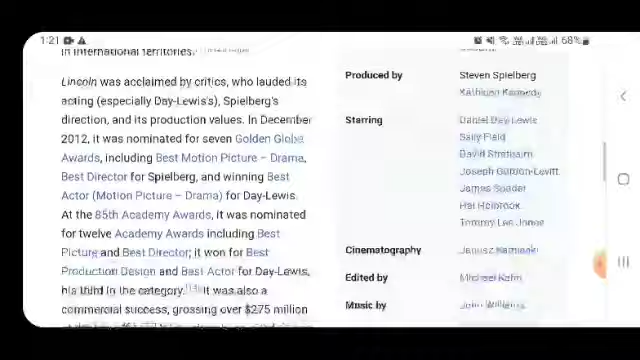 1:21
68%
in international territories.
Lincoln was acclaimed by critics, who lauded its
acting (especially Day-Lewis's), Spielberg's
direction, and its production values. In December
2012, it was nominated for seven Golden Globe
Awards, including Best Motion Picture – Drama,
Best Director for Spielberg, and winning Best
Actor (Motion Picture – Drama) for Day-Lewis.
At the 85th Academy Awards, it was nominated
for twelve Academy Awards including Best
Picture and Best Director; it won for Best
Production Design and Best Actor for Day-Lewis,
his third in the category. It was also a
commercial success, grossing over $275 million
Produced by
Steven Spielberg
Kathleen Kennedy
Starring
Daniel Day-Lewis
Sally Field
David Strathairn
Joseph Gordon-Levitt
James Spader
Hal Holbrook
Tommy Lee Jones
Cinematography
Janusz Kaminski
Edited by
Michael Kahn
Music by
John Williams